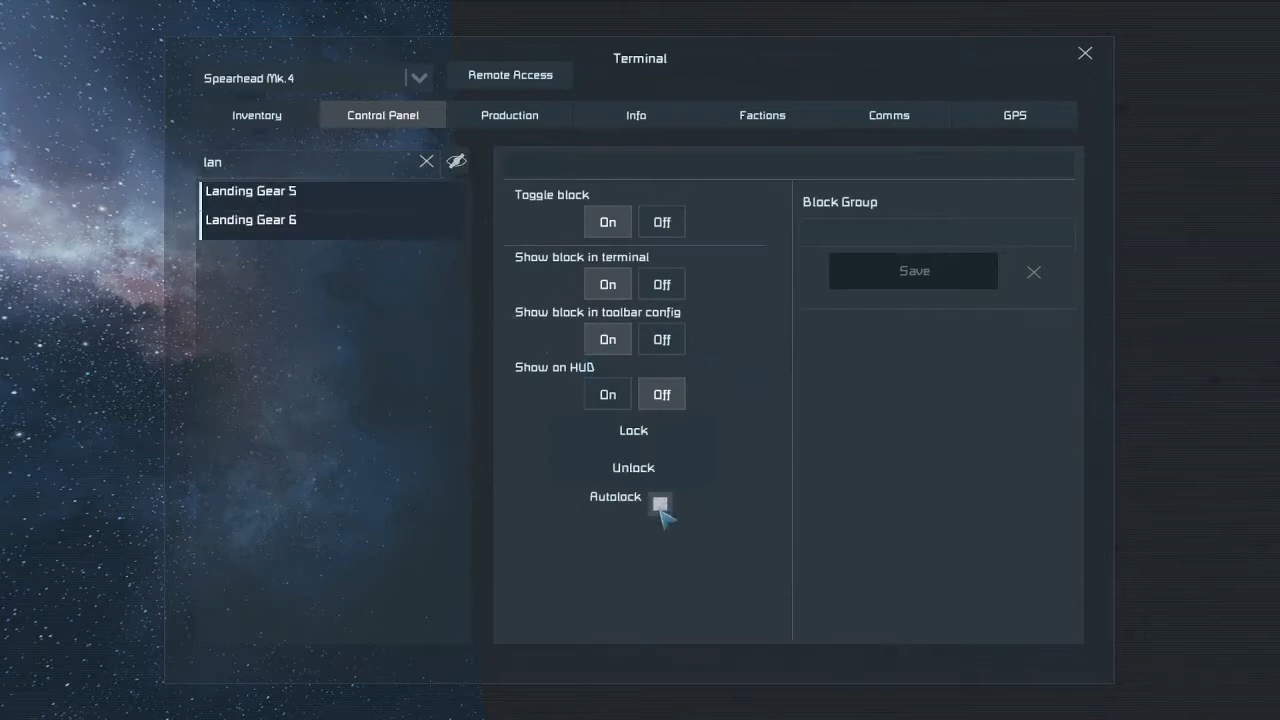 Terminal
Spearhead Mk.4
Remote Access
Inventory
Control Panel
Production
Info
Factions
Comms
GPS
lan
Landing Gear 5
Landing Gear 6
Toggle block
On
Off
Show block in terminal
On
Off
Show block in toolbar config
On
Off
Show on HUD
On
Off
Lock
Unlock
Autolock
Block Group
Save